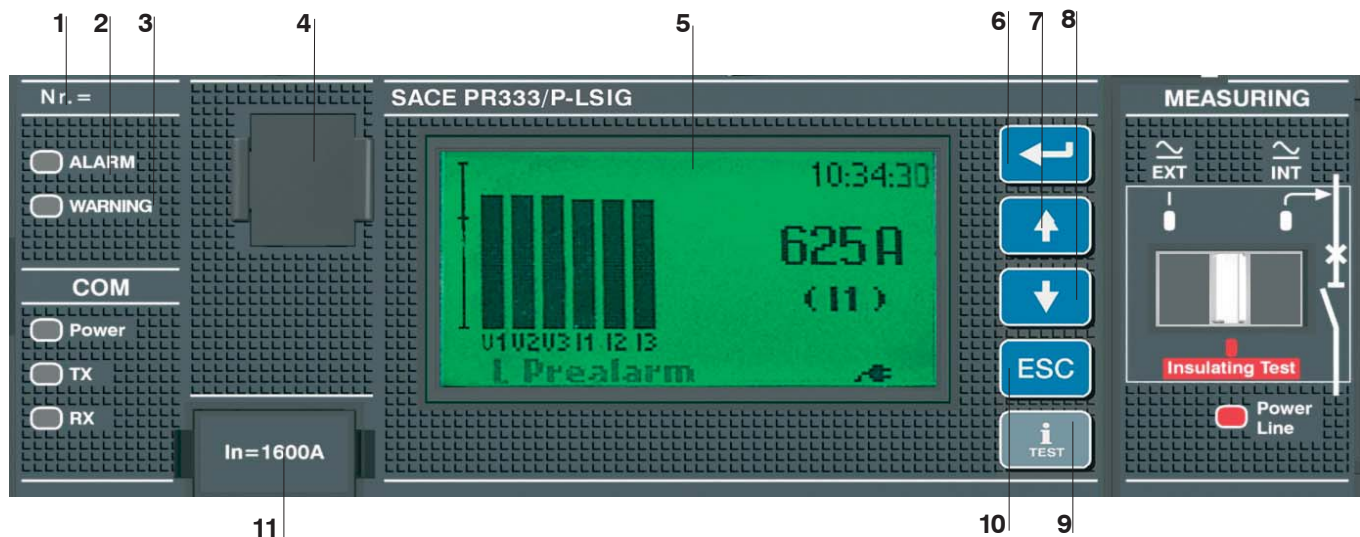 1 2 3 4 5 6 7 8
Nr. =
SACE PR333/P-LSIG
MEASURING
ALARM
WARNING
10:34:30
EXT INT
625A
(I1)
COM
Power
TX
RX
V1 V2 V3 I1 I2 I3
L Prealarm
ESC
Insulating Test
Power
Line
In=1600A
i
TEST
11 10 9